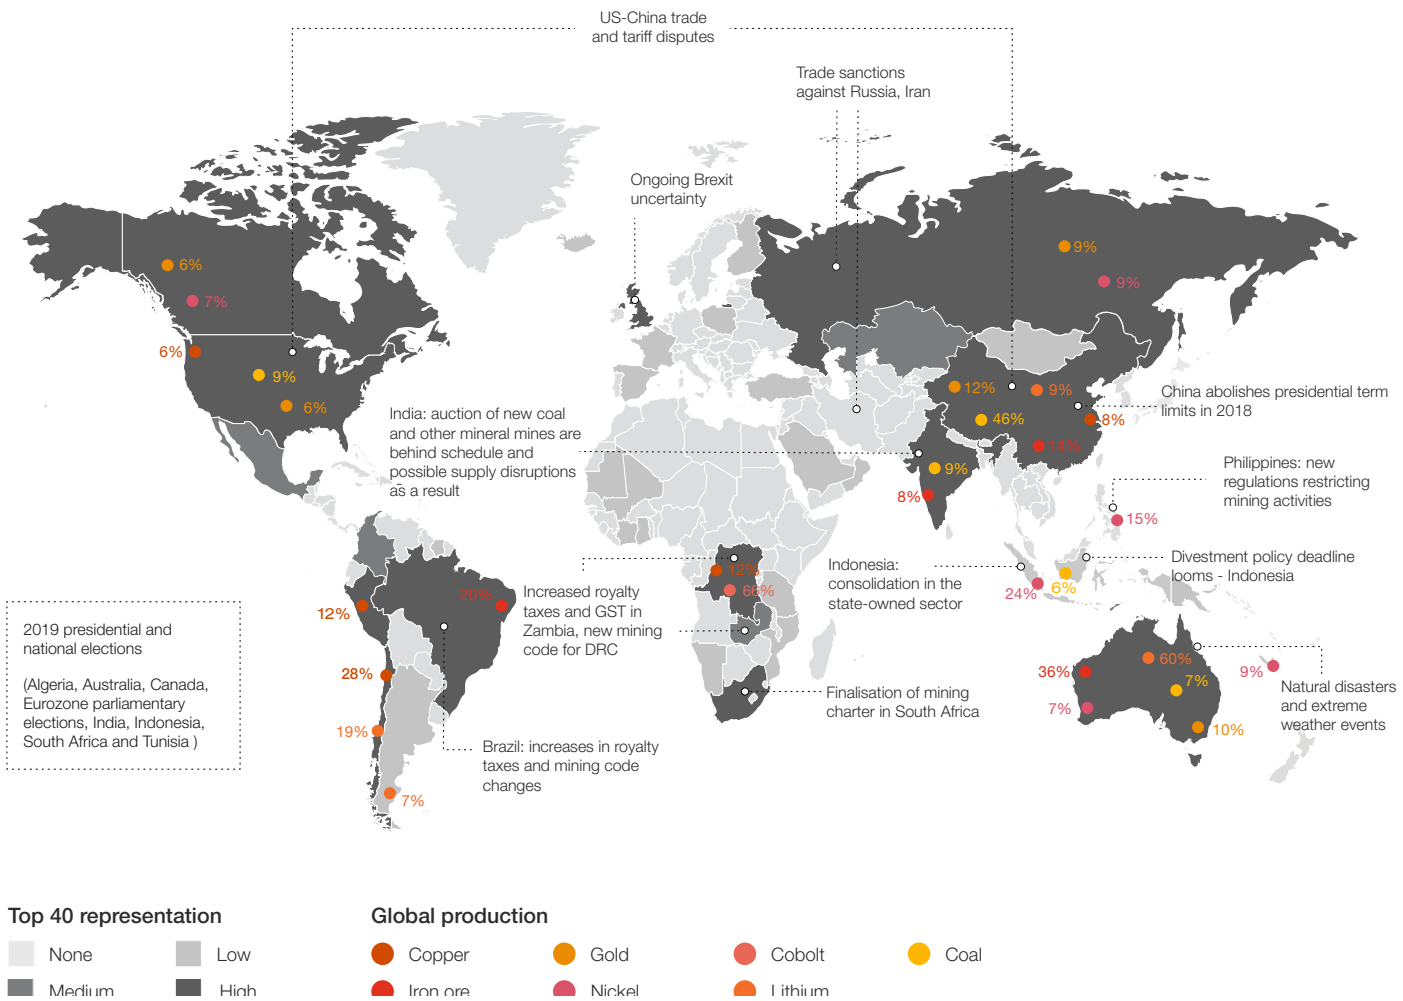 US-China trade
and tariff disputes
Trade sanctions
against Russia, Iran
Ongoing Brexit
uncertainty
6%
7%
6%
9%
6%
9%
9%
12%
9%
46%
8%
14%
China abolishes presidential term
limits in 2018
India: auction of new coal
and other mineral mines are
behind schedule and
possible supply disruptions
as a result
9%
8%
Philippines: new
regulations restricting
mining activities
15%
Indonesia:
consolidation in the
state-owned sector
Divestment policy deadline
looms - Indonesia
24%
6%
12%
66%
Increased royalty
taxes and GST in
Zambia, new mining
code for DRC
20%
12%
28%
19%
7%
2019 presidential and
national elections
(Algeria, Australia, Canada,
Eurozone parliamentary
elections, India, Indonesia,
South Africa and Tunisia )
Finalisation of mining
charter in South Africa
Brazil: increases in royalty
taxes and mining code
changes
36%
60%
7%
7%
10%
9%
Natural disasters
and extreme
weather events
Top 40 representation
None
Low
Medium
High
Global production
Copper
Gold
Cobolt
Coal
Iron ore
Nickel
Lithium